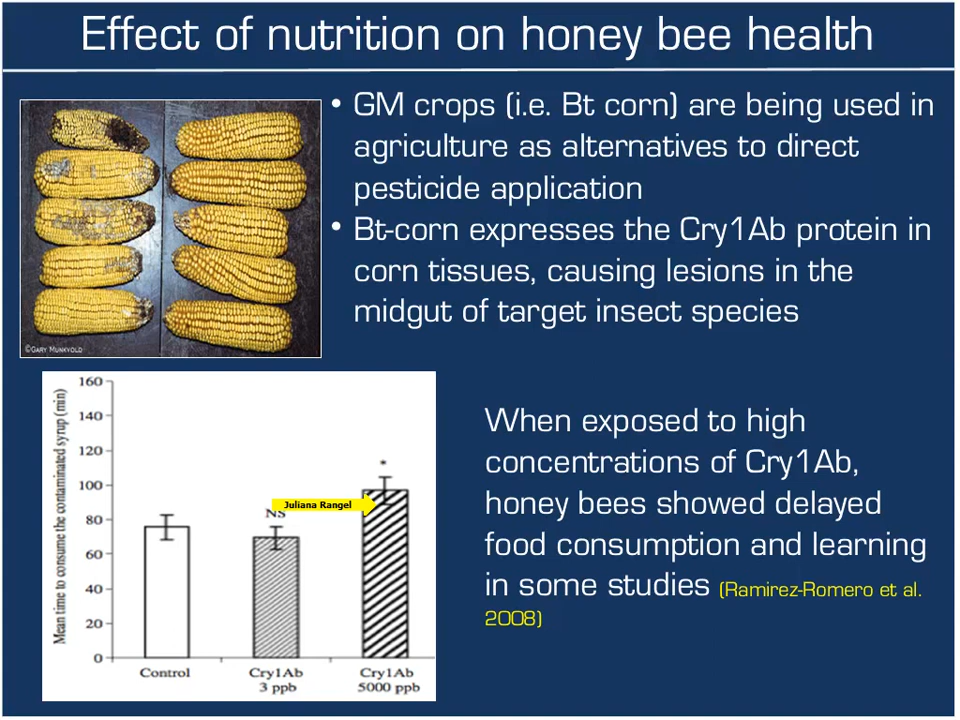 Effect of nutrition on honey bee health
• GM crops (i.e. Bt corn) are being used in
agriculture as alternatives to direct
pesticide application
• Bt-corn expresses the Cry1Ab protein in
corn tissues, causing lesions in the
midgut of target insect species
©Gary Munkvold
Mean time to consume the contaminated syrup (min)
160
140
120
100
80
60
40
20
0
*
Juliana Rangel
NS
Control
Cry1Ab
3 ppb
Cry1Ab
5000 ppb
When exposed to high
concentrations of Cry1Ab,
honey bees showed delayed
food consumption and learning
in some studies (Ramirez-Romero et al.
2008)